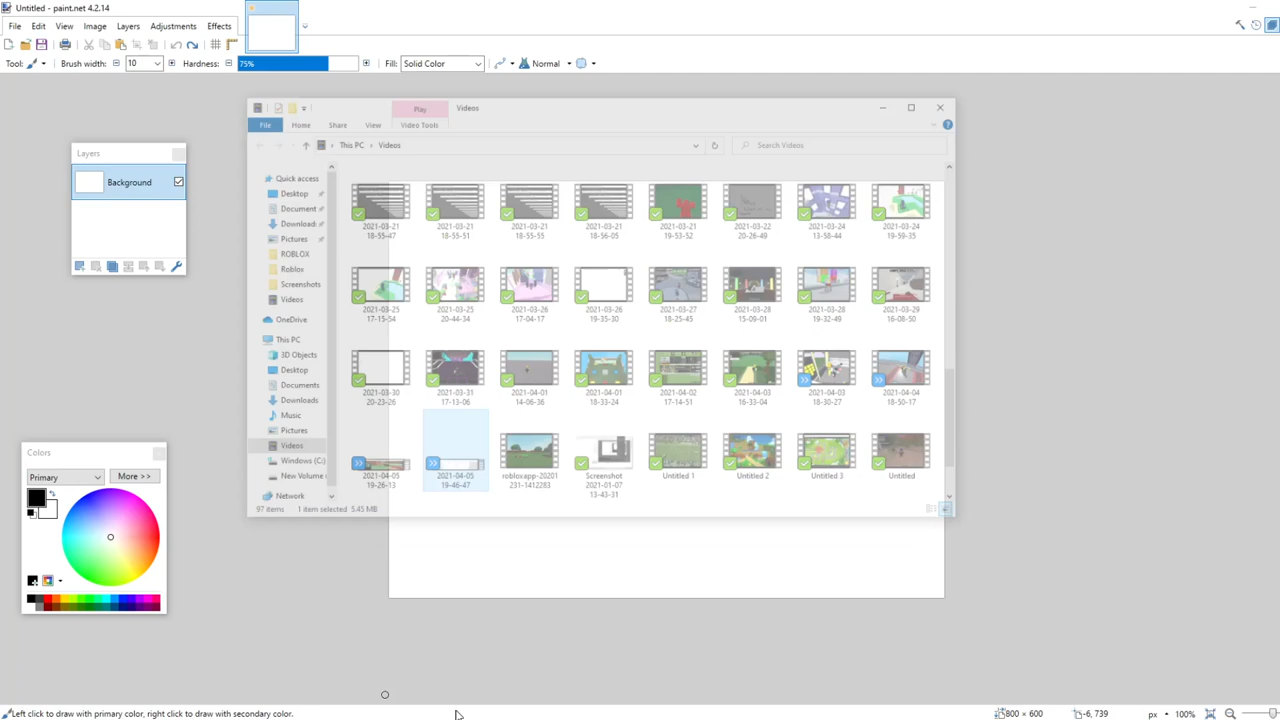 Untitled - paint.net 4.2.14
File Edit View Image Layers Adjustments Effects
Tool: Brush width: 10 Hardness: 75% Fill: Solid Color Normal
Play Videos
File Home Share View Video Tools
This PC Videos Search Videos
Layers
Background
Quick access
Desktop
Document
Download
Pictures
ROBLOX
Roblox
Screenshots
Videos
OneDrive
This PC
3D Objects
Desktop
Documents
Downloads
Music
Pictures
Videos
Windows (C:)
New Volume
Network
2021-03-21 2021-03-21 2021-03-21 2021-03-21 2021-03-21 2021-03-22 2021-03-24 2021-03-24
18-55-47 18-55-51 18-55-55 18-56-05 19-53-52 20-26-49 13-58-44 19-59-35
2021-03-25 2021-03-25 2021-03-26 2021-03-26 2021-03-27 2021-03-28 2021-03-28 2021-03-29
17-15-54 20-44-34 17-04-17 19-35-30 18-25-45 15-09-01 19-32-49 16-08-50
2021-03-30 2021-03-31 2021-04-01 2021-04-01 2021-04-02 2021-04-03 2021-04-03 2021-04-04
20-23-26 17-13-06 14-06-36 18-33-24 17-14-51 16-33-04 18-30-27 18-50-17
2021-04-05 2021-04-05 robloxapp-20201 Screenshot Untitled 1 Untitled 2 Untitled 3 Untitled
19-26-13 19-46-47 231-1412283 2021-01-07
13-43-31
97 items 1 item selected 5.45 MB
Colors
Primary More >>
Left click to draw with primary color, right click to draw with secondary color. 800 × 600 -6, 739 px 100%